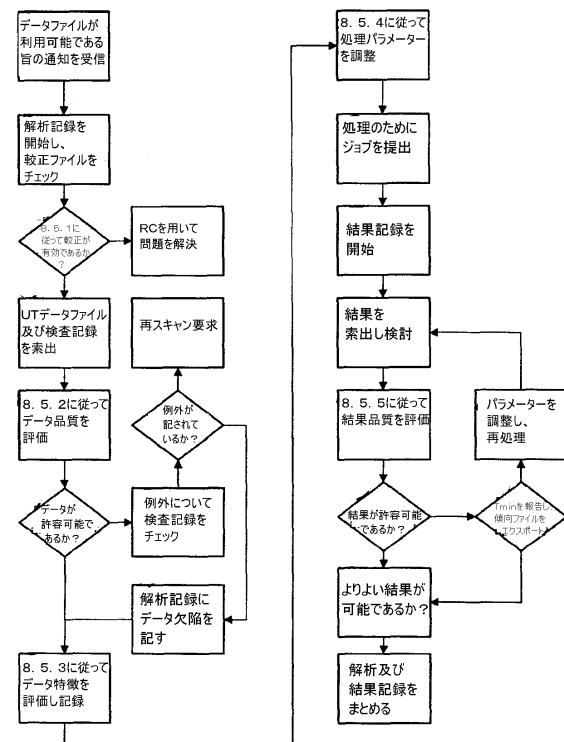 データファイルが
利用可能である
旨の通知を受信
解析記録を
開始し、
較正ファイルを
チェック
8. 5. 1に
従って較正が
有効であるか
?
RCを用いて
問題を解決
UTデータファイル
及び検査記録
を索出
再スキャン要求
8. 5. 2に従って
データ品質を
評価
例外が
記されて
いるか?
データが
許容可能で
あるか?
例外について
検査記録を
チェック
解析記録に
データ欠陥を
記す
8. 5. 3に従って
データ特徴を
評価し記録
8. 5. 4に従って
処理パラメーター
を調整
処理のために
ジョブを提出
結果記録を
開始
結果を
索出し検討
8. 5. 5に従って
結果品質を評価
パラメーターを
調整し、
再処理
結果が許容可能
であるか?
Tminを報告し、
傾向ファイルを
エクスポート
よりよい結果が
可能であるか?
解析及び
結果記録を
まとめる